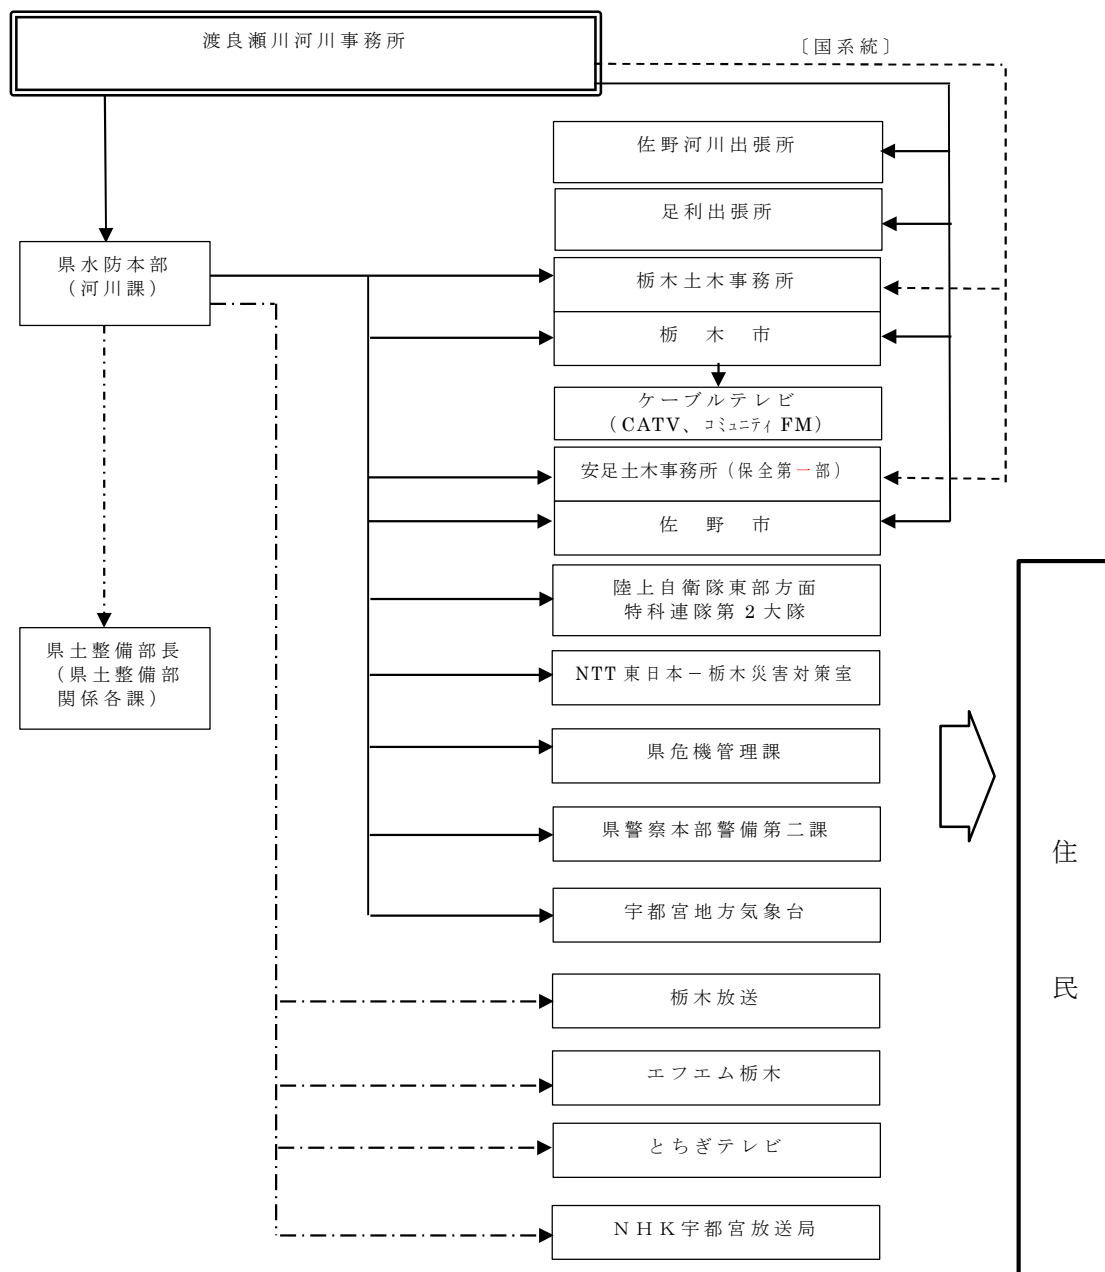 渡良瀬川河川事務所
〔国系統〕
佐野河川出張所
足利出張所
県水防本部
（河川課）
栃木土木事務所
栃木市
ケーブルテレビ
（CATV、コミュニティFM）
安足土木事務所（保全第一部）
佐野市
陸上自衛隊東部方面
特科連隊第2大隊
県土整備部長
（県土整備部
関係各課）
NTT東日本－栃木災害対策室
県危機管理課
県警察本部警備第二課
宇都宮地方気象台
栃木放送
エフエム栃木
とちぎテレビ
ＮＨＫ宇都宮放送局
住
民